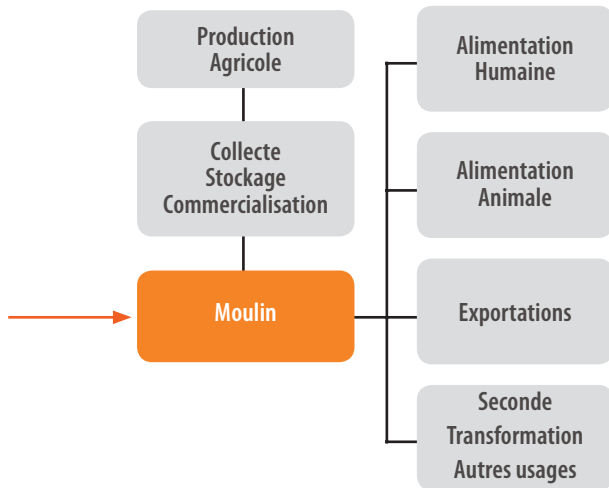 Production
Agricole
Collecte
Stockage
Commercialisation
Moulin
Alimentation
Humaine
Alimentation
Animale
Exportations
Seconde
Transformation
Autres usages